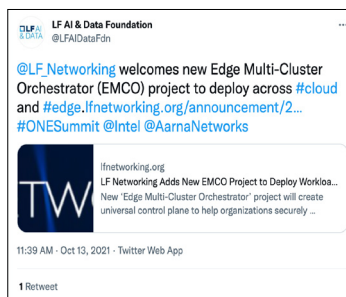 LF AI & DATA
LF AI & Data Foundation
@LFAIDataFdn
@LF_Networking welcomes new Edge Multi-Cluster
Orchestrator (EMCO) project to deploy across #cloud
and #edge.lfnetworking.org/announcement/2...
#ONESummit @Intel @AarnaNetworks
TW
lfnetworking.org
LF Networking Adds New EMCO Project to Deploy Workloa...
New 'Edge Multi-Cluster Orchestrator' project will create
universal control plane to help organizations securely ...
11:39 AM · Oct 13, 2021 · Twitter Web App
1 Retweet